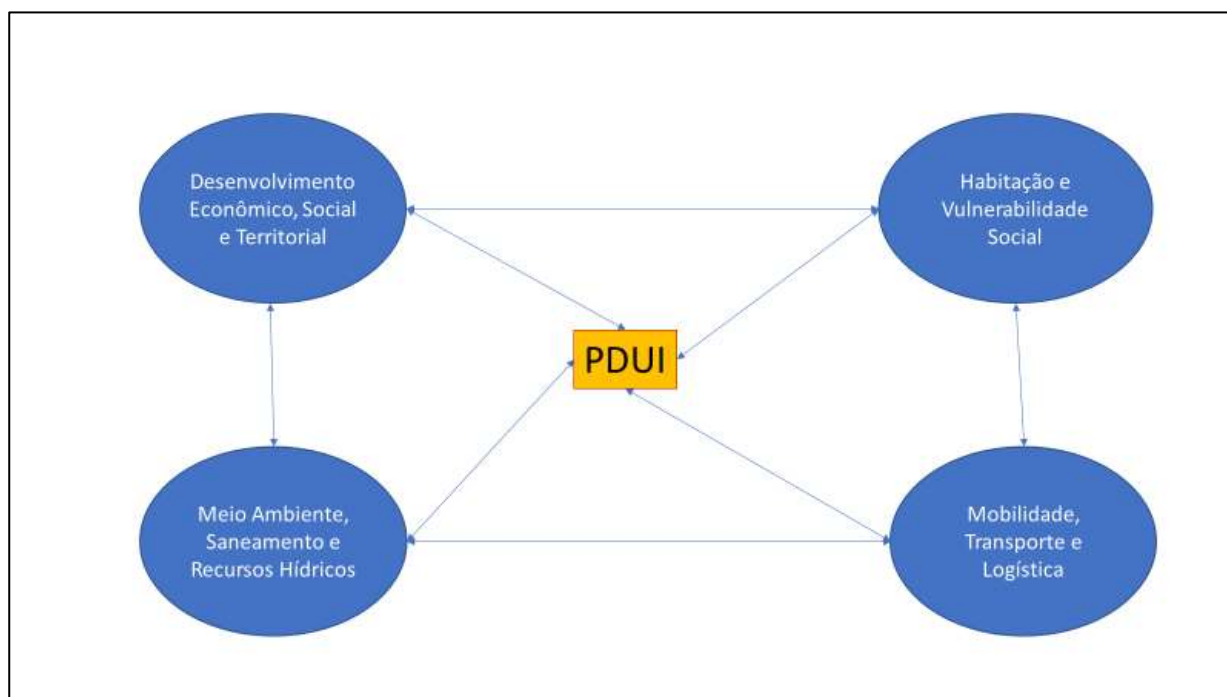 Desenvolvimento
Econômico, Social
e Territorial
Habitação e
Vulnerabilidade
Social
PDUI
Meio Ambiente,
Saneamento e
Recursos Hídricos
Mobilidade,
Transporte e
Logística